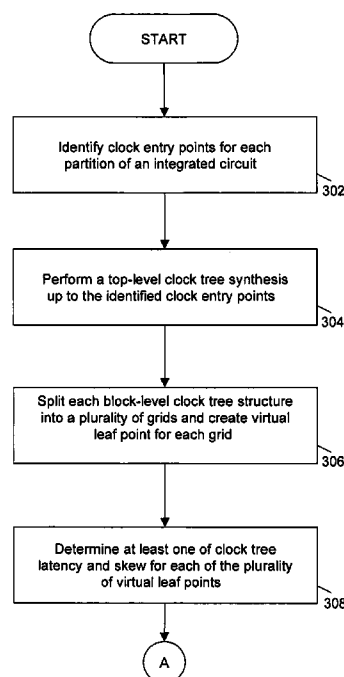 START
Identify clock entry points for each
partition of an integrated circuit
302
Perform a top-level clock tree synthesis
up to the identified clock entry points
304
Split each block-level clock tree structure
into a plurality of grids and create virtual
leaf point for each grid
306
Determine at least one of clock tree
latency and skew for each of the plurality
of virtual leaf points
308
A